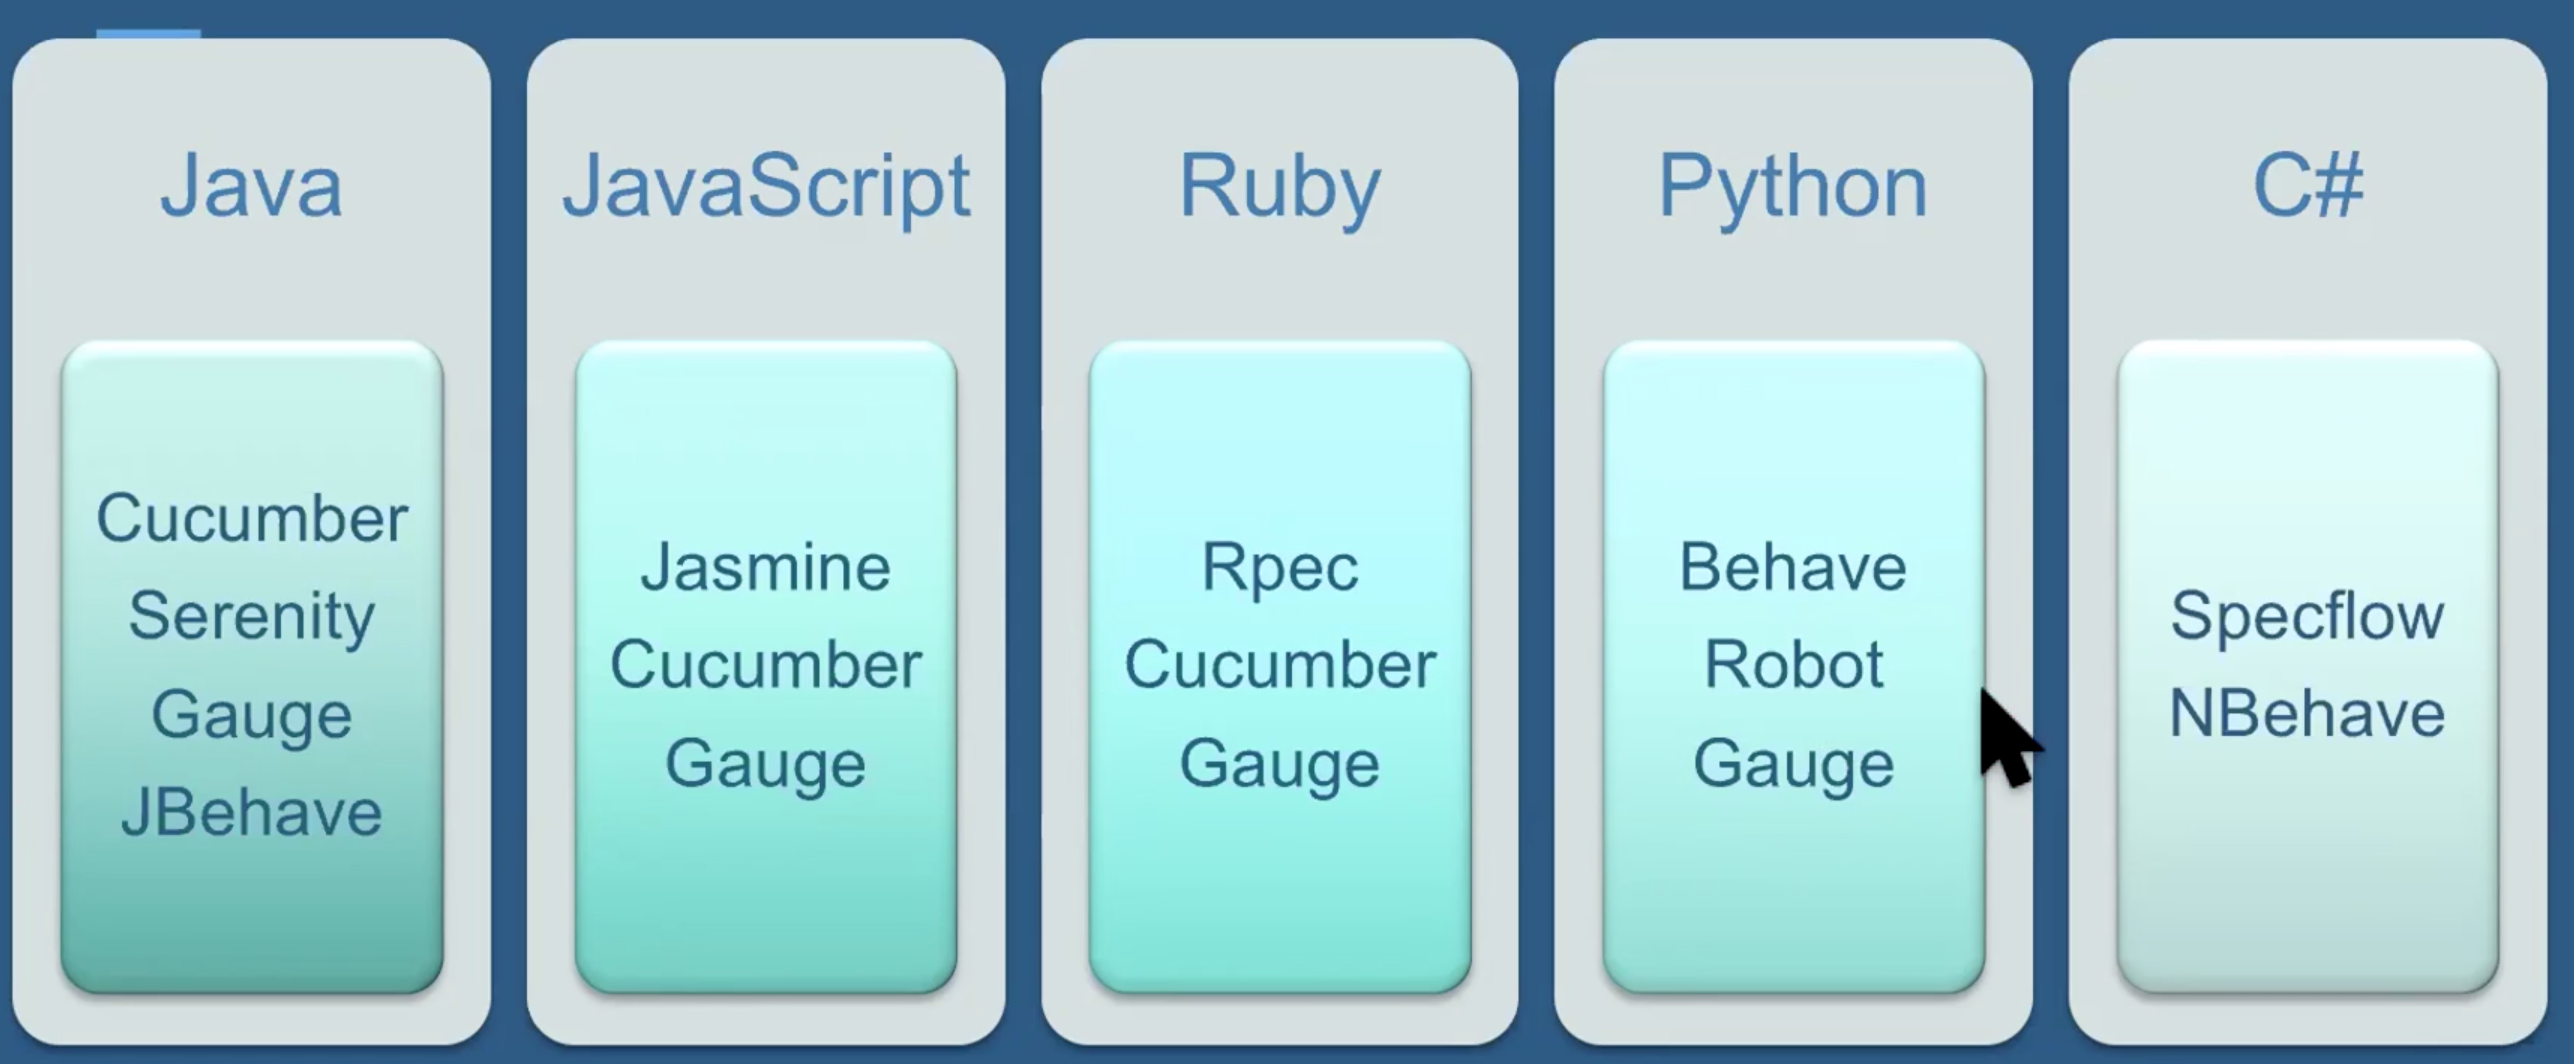 Java
Cucumber
Serenity
Gauge
JBehave
JavaScript
Jasmine
Cucumber
Gauge
Ruby
Rpec
Cucumber
Gauge
Python
Behave
Robot
Gauge
C#
Specflow
NBehave